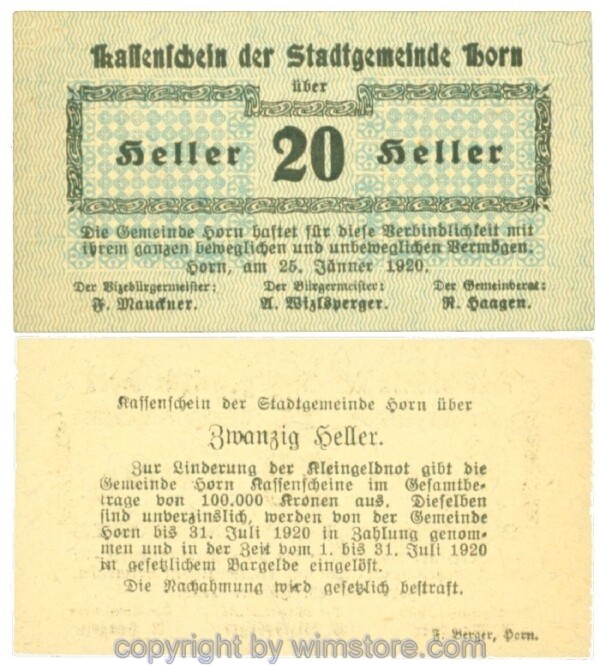 Kassenschein der Stadtgemeinde Horn
über
Heller 20 Heller
Die Gemeinde Horn haftet für diese Verbindlichkeit mit
ihrem ganzen beweglichen und unbeweglichen Vermögen.
Horn, am 25. Jänner 1920.
Der Vizebürgermeister: Der Bürgermeister: Der Gemeinderat:
F. Mauckner. A. Wizlsperger. R. Haagen.
Kassenschein der Stadtgemeinde Horn über
Zwanzig Heller.
Zur Linderung der Kleingeldnot gibt die
Gemeinde Horn Kassenscheine im Gesamtbe-
trage von 100.000 Kronen aus. Dieselben
sind unverzinslich, werden von der Gemeinde
Horn bis 31. Juli 1920 in Zahlung genom-
men und in der Zeit vom 1. bis 31. Juli 1920
in gesetzlichem Bargelde eingelöst.
Die Nachahmung wird gesetzlich bestraft.
F. Berger, Horn.
copyright by wimstore.com